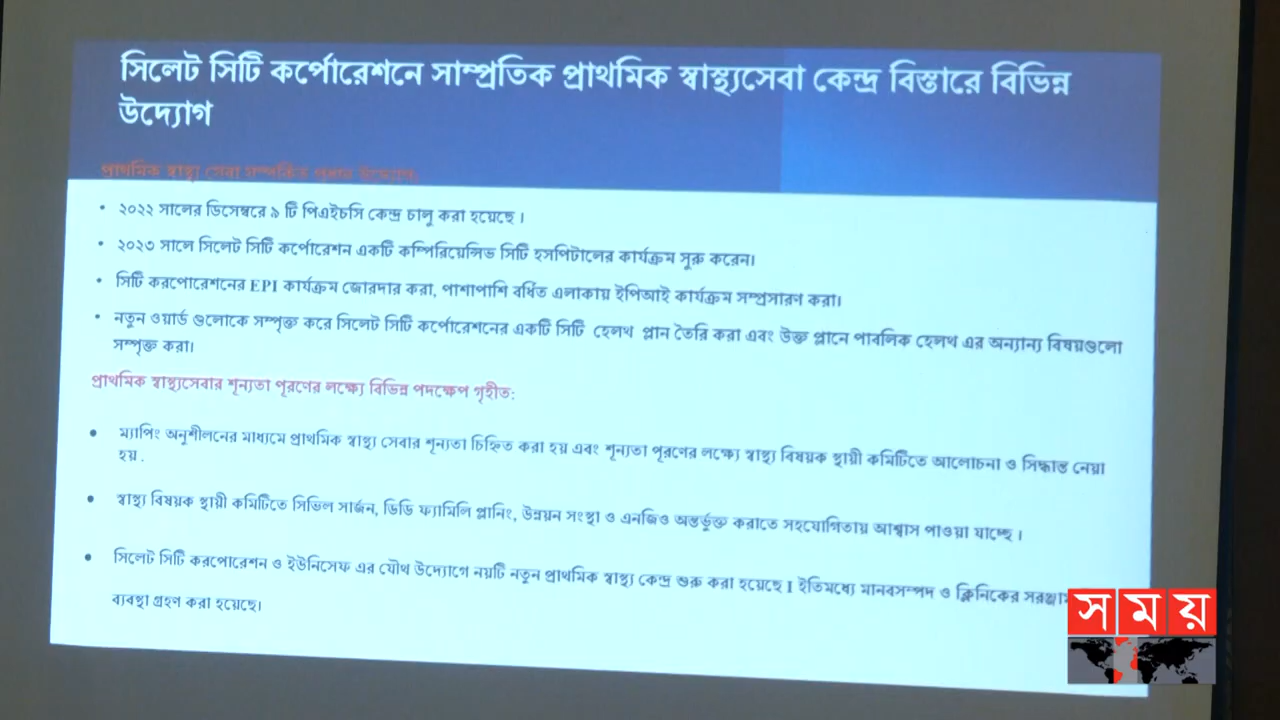 সিলেট সিটি কর্পোরেশনে সাম্প্রতিক প্রাথমিক স্বাস্থ্যসেবা কেন্দ্র বিস্তারে বিভিন্ন
উদ্যোগ
প্রাথমিক স্বাস্থ্য সেবা সম্পর্কিত প্রধান উদ্যোগ:
• ২০২২ সালের ডিসেম্বরে ৯ টি পিএইচসি কেন্দ্র চালু করা হয়েছে ।
• ২০২৩ সালে সিলেট সিটি কর্পোরেশন একটি কম্পিরিয়েন্সিভ সিটি হসপিটালের কার্যক্রম সুরু করেন।
• সিটি করপোরেশনের EPI কার্যক্রম জোরদার করা, পাশাপাশি বর্ধিত এলাকায় ইপিআই কার্যক্রম সম্প্রসারণ করা।
• নতুন ওয়ার্ড গুলোকে সম্পৃক্ত করে সিলেট সিটি কর্পোরেশনের একটি সিটি হেলথ প্লান তৈরি করা এবং উক্ত প্লানে পাবলিক হেলথ এর অন্যান্য বিষয়গুলো
সম্পৃক্ত করা।
প্রাথমিক স্বাস্থ্যসেবার শূন্যতা পূরণের লক্ষ্যে বিভিন্ন পদক্ষেপ গৃহীত:
• ম্যাপিং অনুশীলনের মাধ্যমে প্রাথমিক স্বাস্থ্য সেবার শূন্যতা চিহ্নিত করা হয় এবং শূন্যতা পূরণের লক্ষ্যে স্বাস্থ্য বিষয়ক স্থায়ী কমিটিতে আলোচনা ও সিদ্ধান্ত নেয়া
হয় .
• স্বাস্থ্য বিষয়ক স্থায়ী কমিটিতে সিভিল সার্জন, ডিডি ফ্যামিলি প্লানিং, উন্নয়ন সংস্থা ও এনজিও অন্তর্ভুক্ত করাতে সহযোগিতায় আশ্বাস পাওয়া যাচ্ছে ।
• সিলেট সিটি করপোরেশন ও ইউনিসেফ এর যৌথ উদ্যোগে নয়টি নতুন প্রাথমিক স্বাস্থ্য কেন্দ্র শুরু করা হয়েছে I ইতিমধ্যে মানবসম্পদ ও ক্লিনিকের
ব্যবস্থা গ্রহণ করা হয়েছে।
সময়